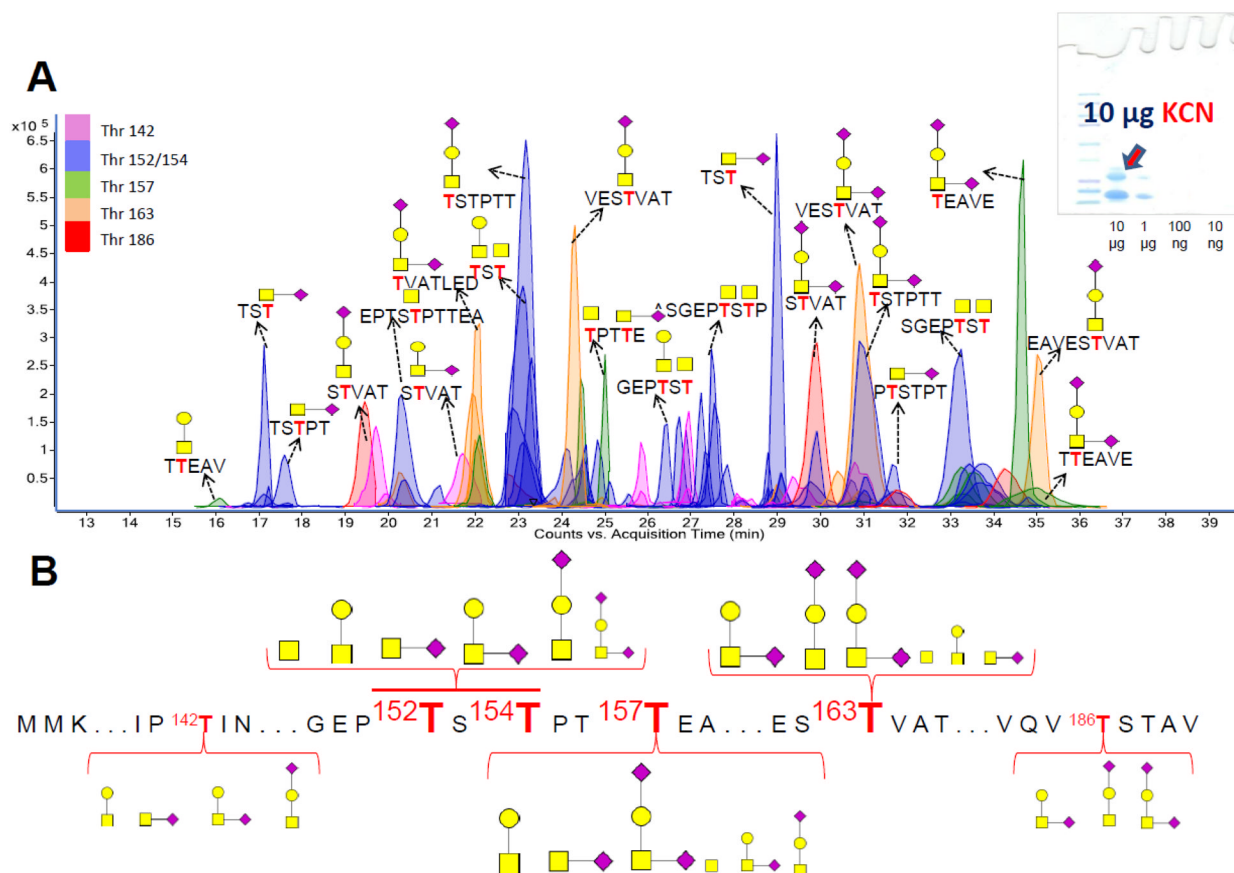 A
×10 5
6.5
6
5.5
5
4.5
4
3.5
3
2.5
2
1.5
1
0.5
Thr 142
Thr 152/154
Thr 157
Thr 163
Thr 186
TTEAV
TST
TSTPT
STVAT
EPTSTPTTEA
TVATLED
STVAT
TSTPTT
TST
VESTVAT
TPTTE
GEPTST
SGEPTSTP
TST
STVAT
VESTVAT
TSTPTT
PTSTPT
SGEPTST
TEAVE
EAVESTVAT
TTEAVE
10 µg KCN
10 1 100 10
µg µg ng ng
13 14 15 16 17 18 19 20 21 22 23 24 25 26 27 28 29 30 31 32 33 34 35 36 37 38 39
Counts vs. Acquisition Time (min)
B
MMK...IP 142T IN...GEP 152T S 154T PT 157T EA...ES 163T VAT...VQV 186T STAV